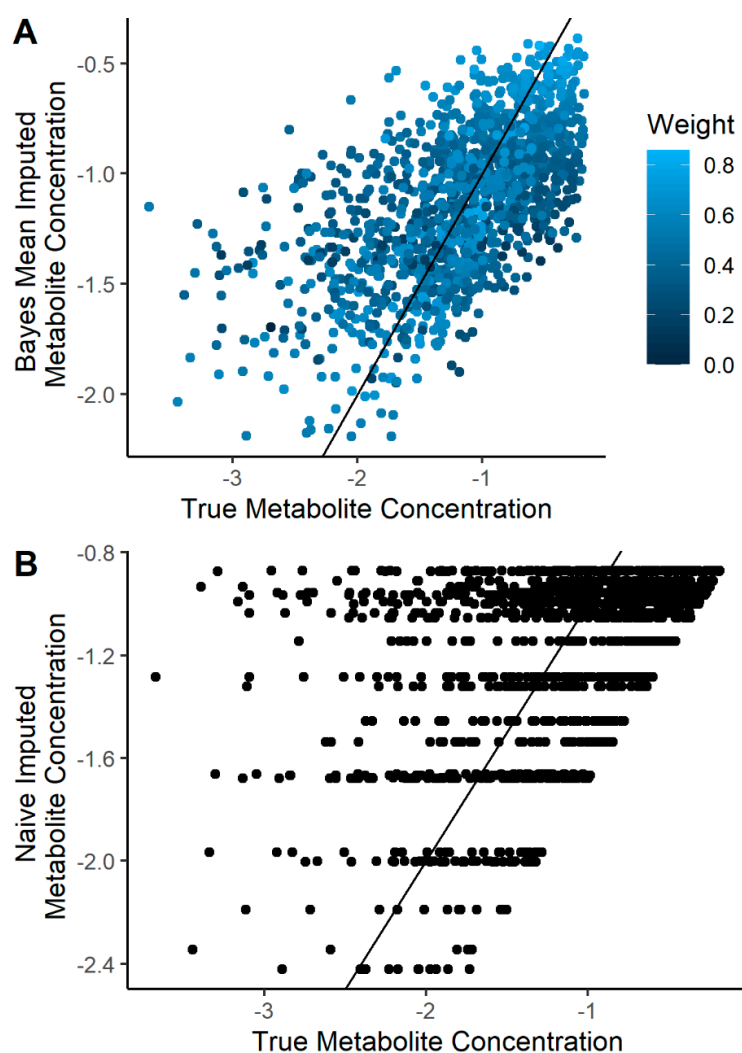 A
Bayes Mean Imputed
Metabolite Concentration
-0.5
-1.0
-1.5
-2.0
-3
-2
-1
True Metabolite Concentration
Weight
0.8
0.6
0.4
0.2
0.0
B
Naive Imputed
Metabolite Concentration
-0.8
-1.2
-1.6
-2.0
-2.4
-3
-2
-1
True Metabolite Concentration